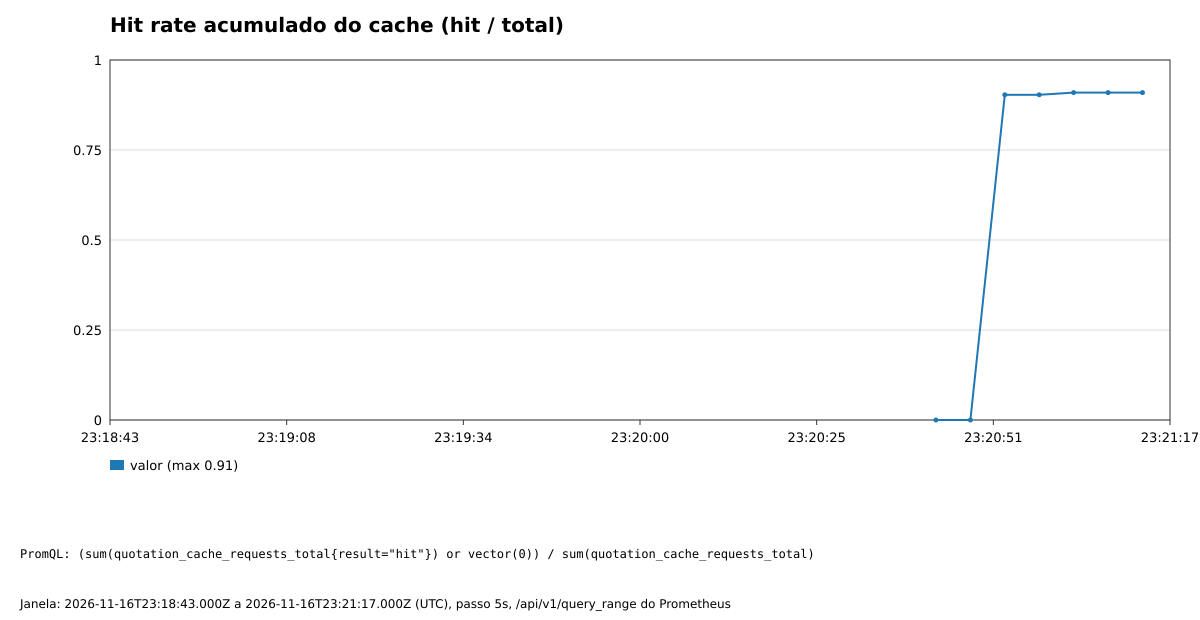 Hit rate acumulado do cache (hit / total)
1
0.75
0.5
0.25
0
23:18:43 23:19:08 23:19:34 23:20:00 23:20:25 23:20:51 23:21:17
valor (max 0.91)
PromQL: (sum(quotation_cache_requests_total{result="hit"}) or vector(0)) / sum(quotation_cache_requests_total)
Janela: 2026-11-16T23:18:43.000Z a 2026-11-16T23:21:17.000Z (UTC), passo 5s, /api/v1/query_range do Prometheus